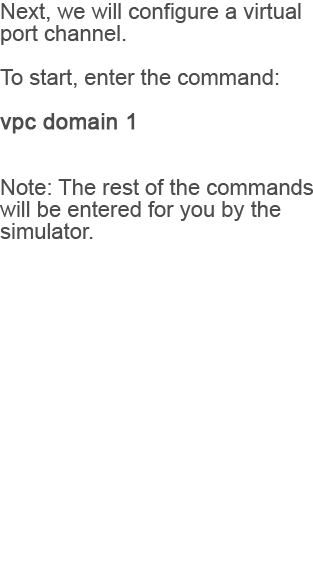 Next, we will configure a virtual
port channel.
To start, enter the command:
vpc domain 1
Note: The rest of the commands
will be entered for you by the
simulator.